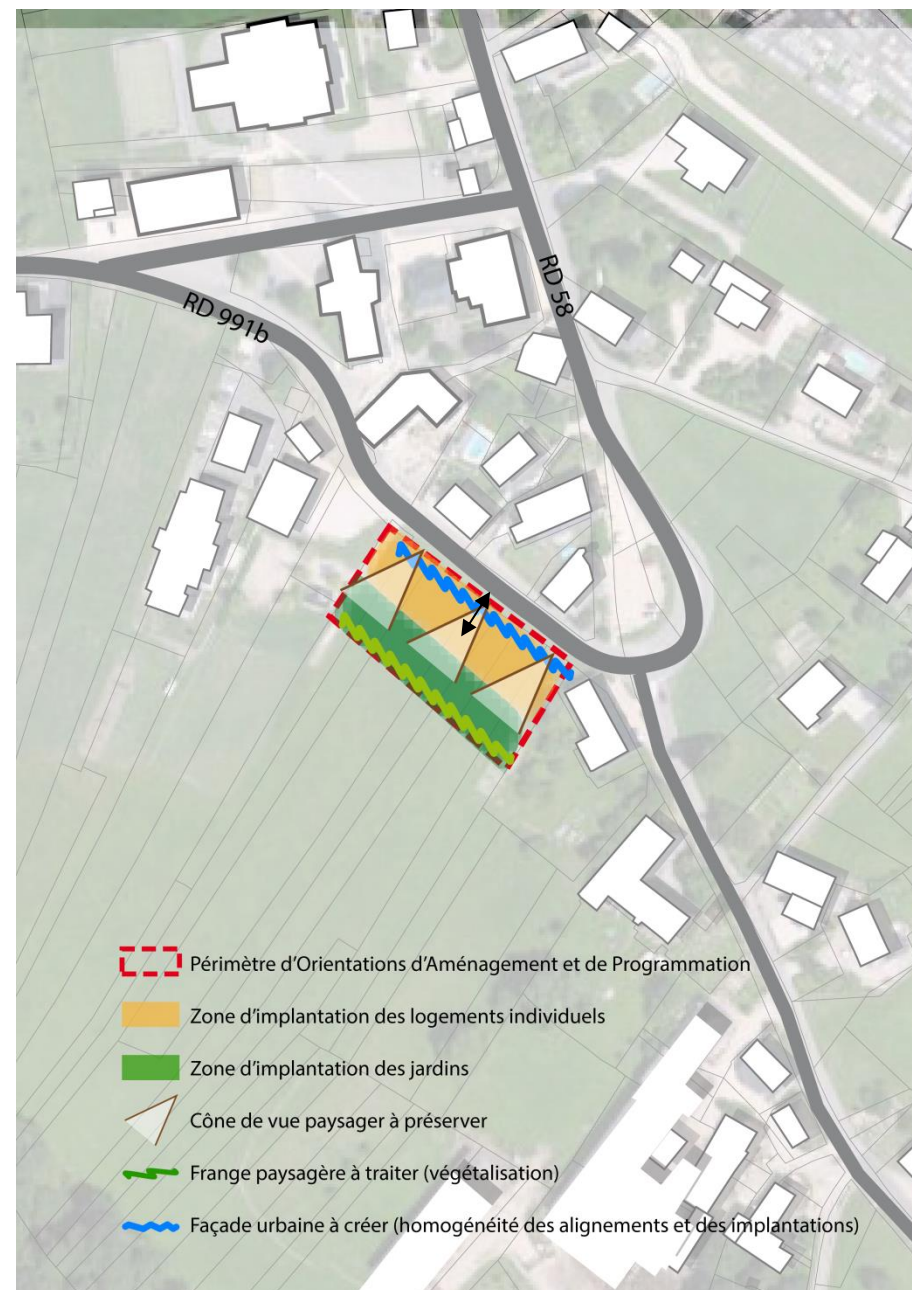 RD 58
RD 991b
Périmètre d'Orientations d'Aménagement et de Programmation
Zone d'implantation des logements individuels
Zone d'implantation des jardins
Cône de vue paysager à préserver
Frange paysagère à traiter (végétalisation)
Façade urbaine à créer (homogénéité des alignements et des implantations)